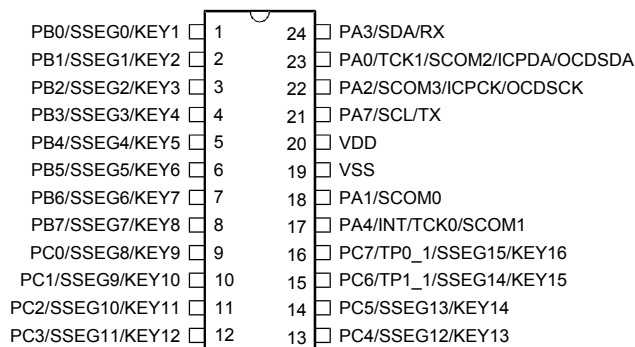 PB0/SSEG0/KEY1 1 24 PA3/SDA/RX
PB1/SSEG1/KEY2 2 23 PA0/TCK1/SCOM2/ICPDA/OCDSDA
PB2/SSEG2/KEY3 3 22 PA2/SCOM3/ICPCK/OCDSCK
PB3/SSEG3/KEY4 4 21 PA7/SCL/TX
PB4/SSEG4/KEY5 5 20 VDD
PB5/SSEG5/KEY6 6 19 VSS
PB6/SSEG6/KEY7 7 18 PA1/SCOM0
PB7/SSEG7/KEY8 8 17 PA4/INT/TCK0/SCOM1
PC0/SSEG8/KEY9 9 16 PC7/TP0_1/SSEG15/KEY16
PC1/SSEG9/KEY10 10 15 PC6/TP1_1/SSEG14/KEY15
PC2/SSEG10/KEY11 11 14 PC5/SSEG13/KEY14
PC3/SSEG11/KEY12 12 13 PC4/SSEG12/KEY13